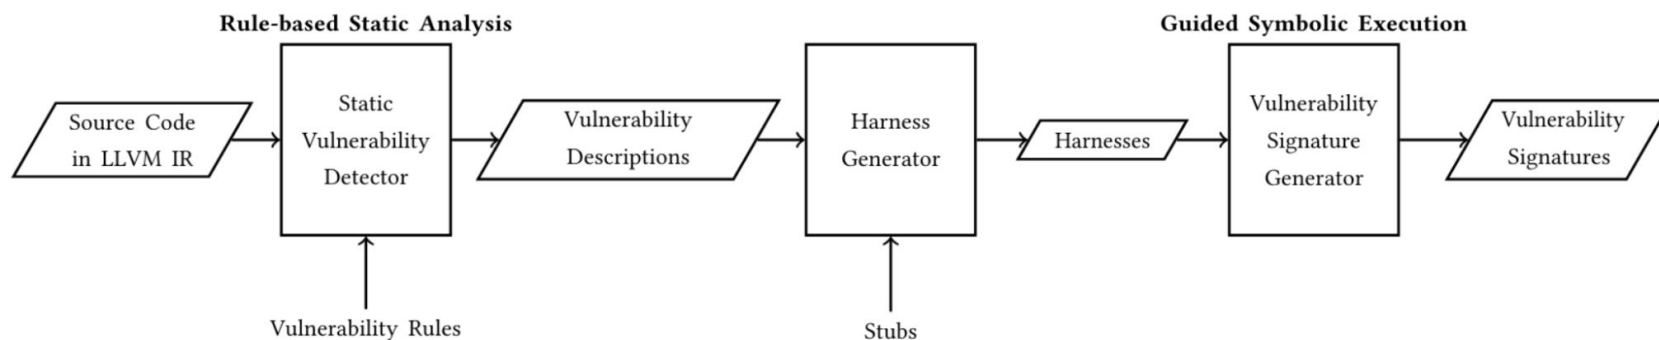 Rule-based Static Analysis
Guided Symbolic Execution
Source Code
in LLVM IR
Static
Vulnerability
Detector
Vulnerability
Descriptions
Harness
Generator
Harnesses
Vulnerability
Signature
Generator
Vulnerability
Signatures
Vulnerability Rules
Stubs